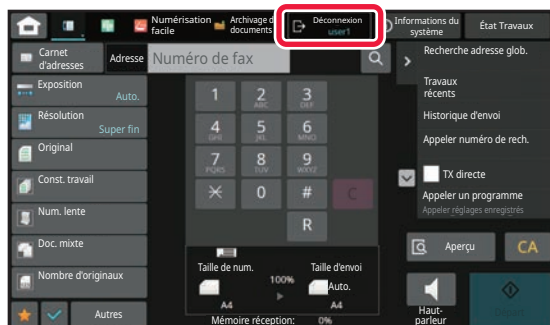 Numérisation facile
Archivage d documents
Déconnexion
user1
Informations du système
État Travaux
Carnet d'adresses
Adresse
Numéro de fax
Recherche adresse glob.
Exposition
Auto.
Travaux récents
Résolution
Super fin
Historique d'envoi
Original
Appeler numéro de rech.
Const. travail
TX directe
Num. lente
Appeler un programme
Appeler réglages enregistrés
Doc. mixte
Aperçu
CA
Nombre d'originaux
Autres
1
2 ABC
3 DEF
4 GHI
5 JKL
6 MNO
7 PQRS
8 TUV
9 WXYZ
0
#
C
R
Taille de num.
100%
Taille d'envoi
Auto.
A4
A4
Mémoire réception: 0%
Haut-parleur